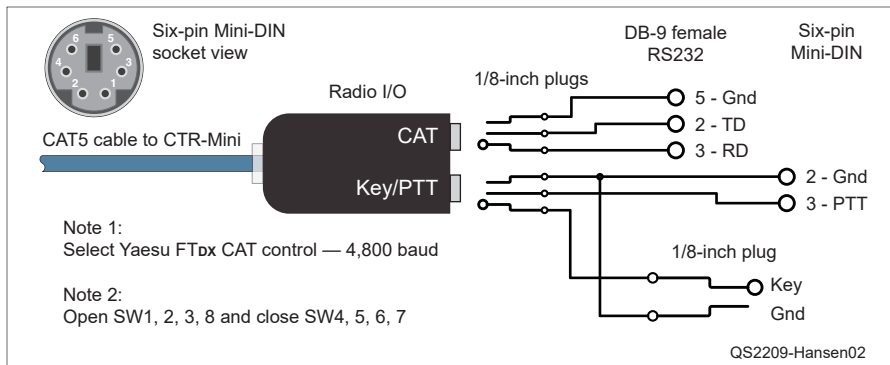 Six-pin Mini-DIN
socket view
6
5
4
3
2
1
DB-9 female
RS232
Six-pin
Mini-DIN
1/8-inch plugs
Radio I/O
CAT
Key/PTT
CAT5 cable to CTR-Mini
5 - Gnd
2 - TD
3 - RD
2 - Gnd
3 - PTT
1/8-inch plug
Key
Gnd
Note 1:
Select Yaesu FTDX CAT control — 4,800 baud
Note 2:
Open SW1, 2, 3, 8 and close SW4, 5, 6, 7
QS2209-Hansen02